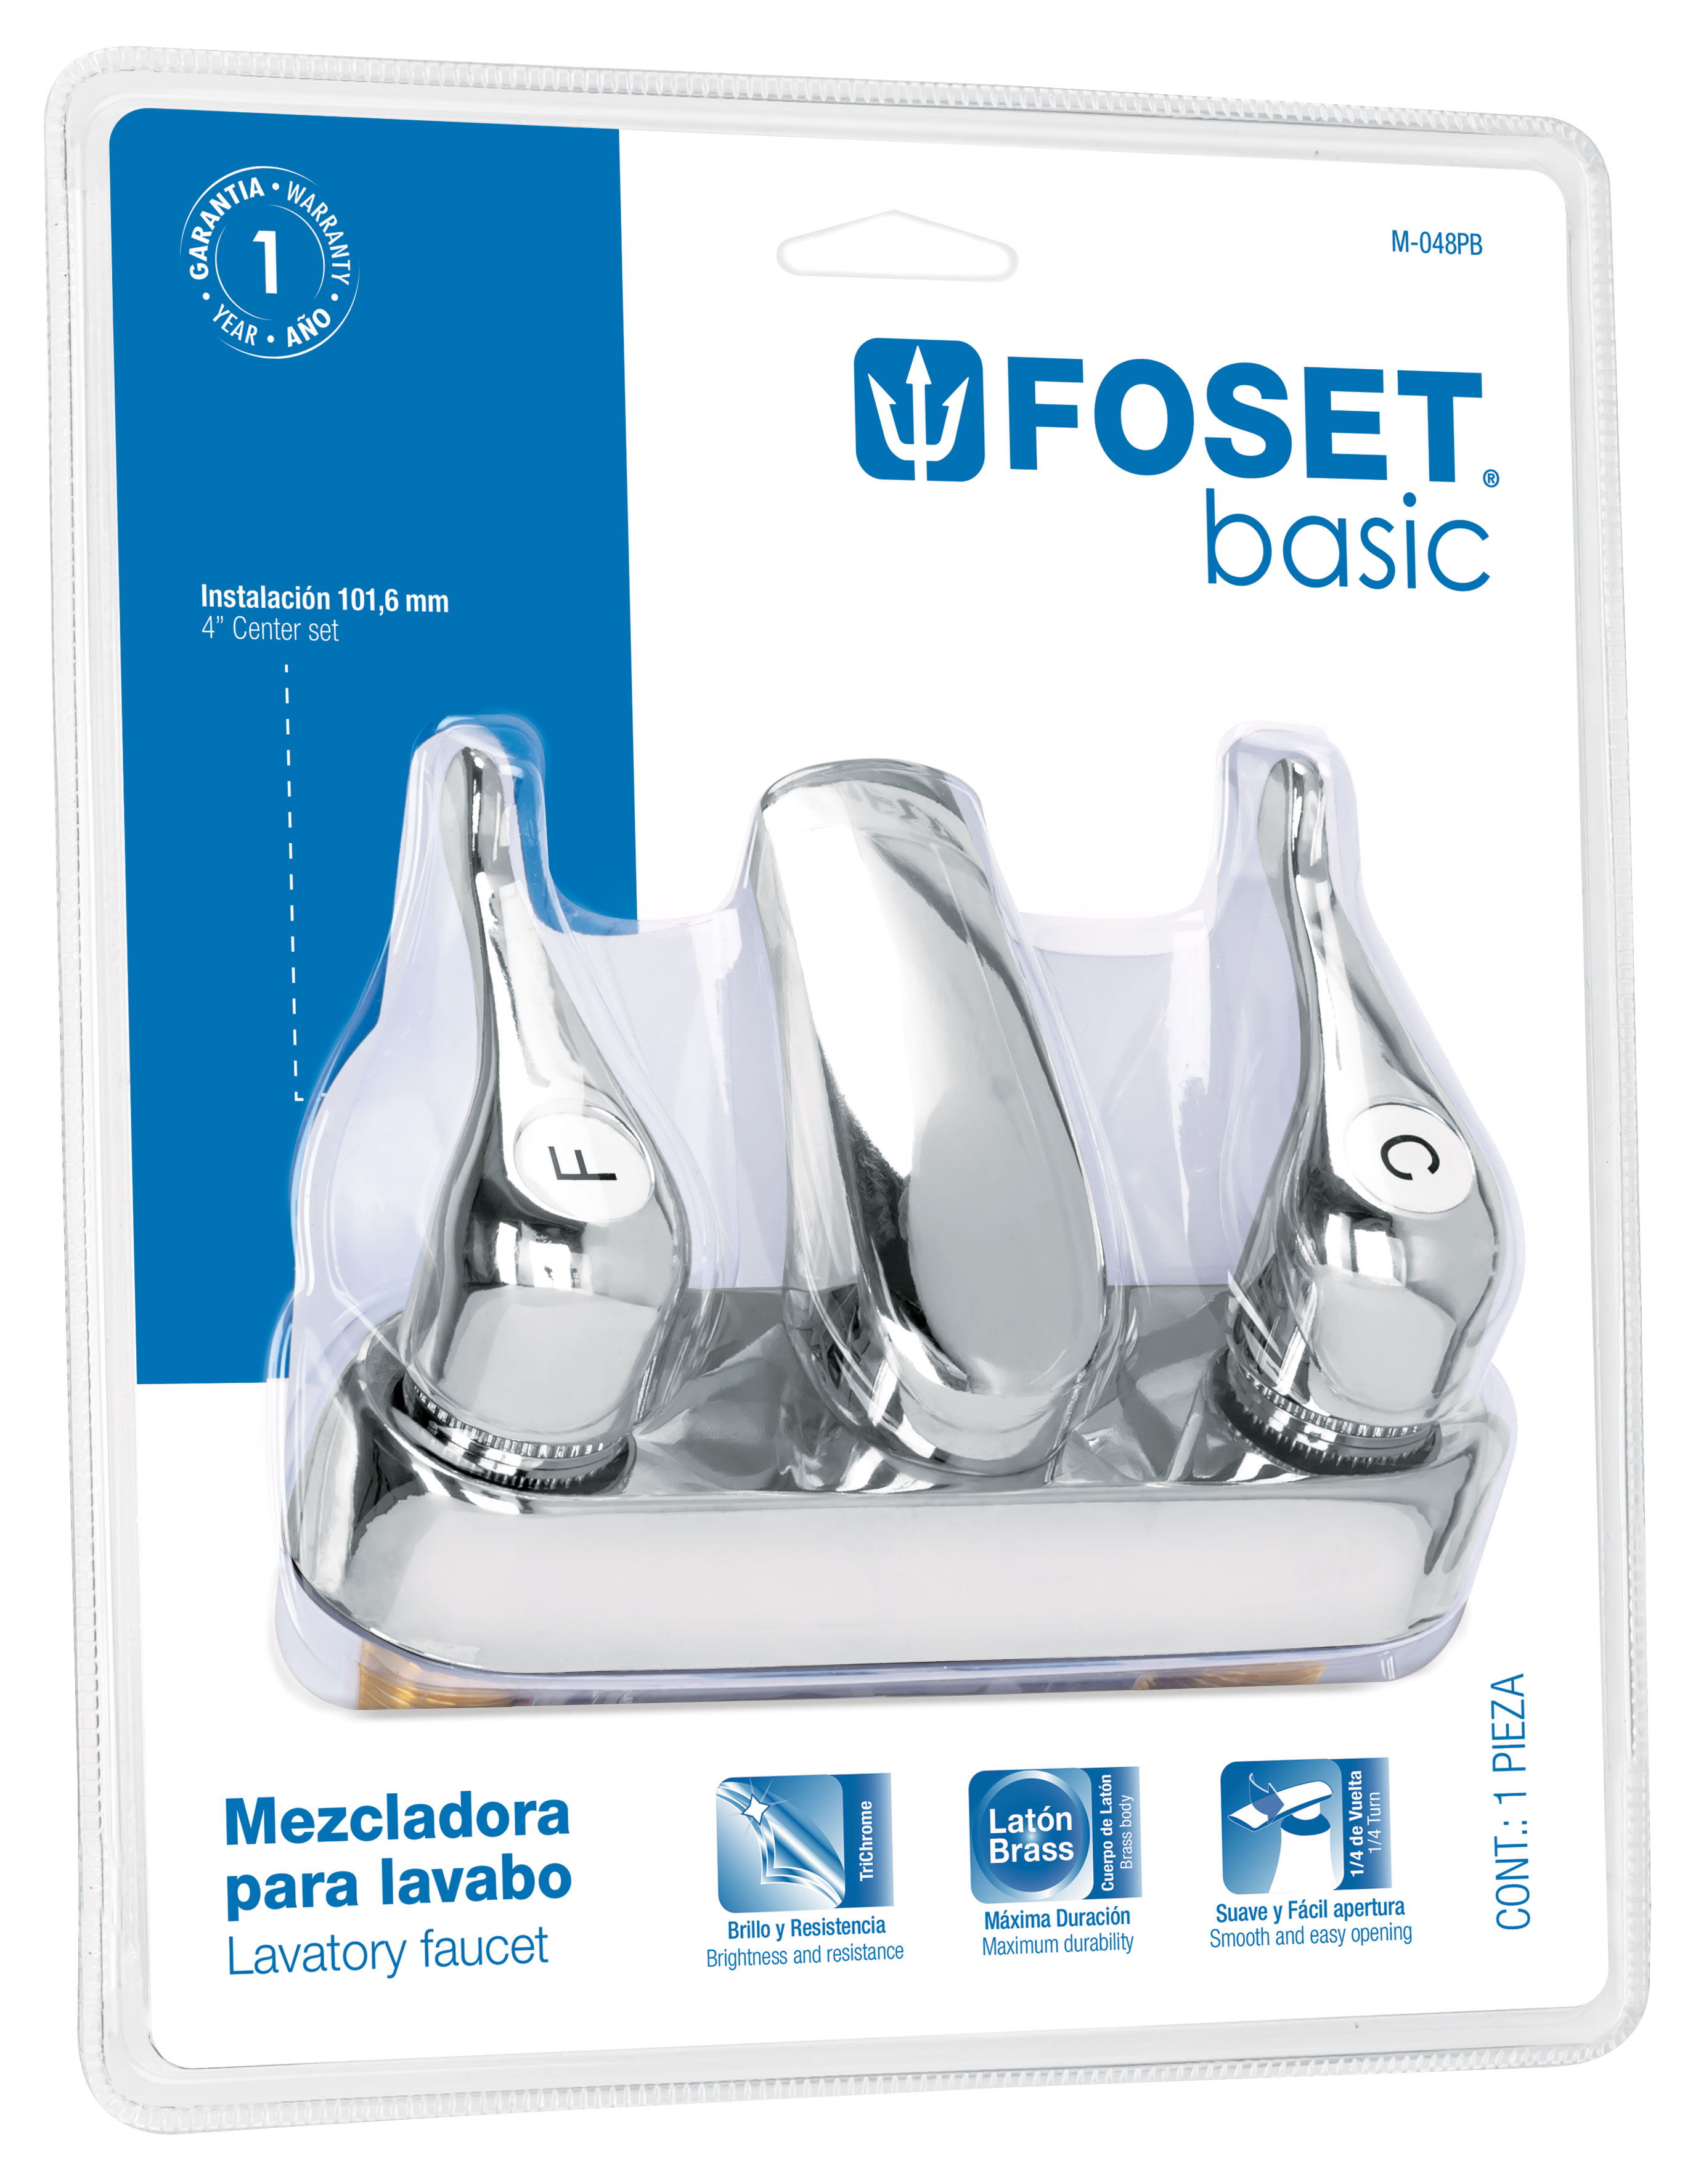 GARANTIA • WARRANTY • AÑO • YEAR •
1
M-048PB
FOSET®
basic
Instalación 101,6 mm
4” Center set
F
C
CONT.: 1 PIEZA
Mezcladora
para lavabo
Lavatory faucet
TriChrome
Brillo y Resistencia
Brightness and resistance
Latón
Brass
Cuerpo de Latón
Brass body
Máxima Duración
Maximum durability
1/4 de Vuelta
1/4 Turn
Suave y Fácil apertura
Smooth and easy opening